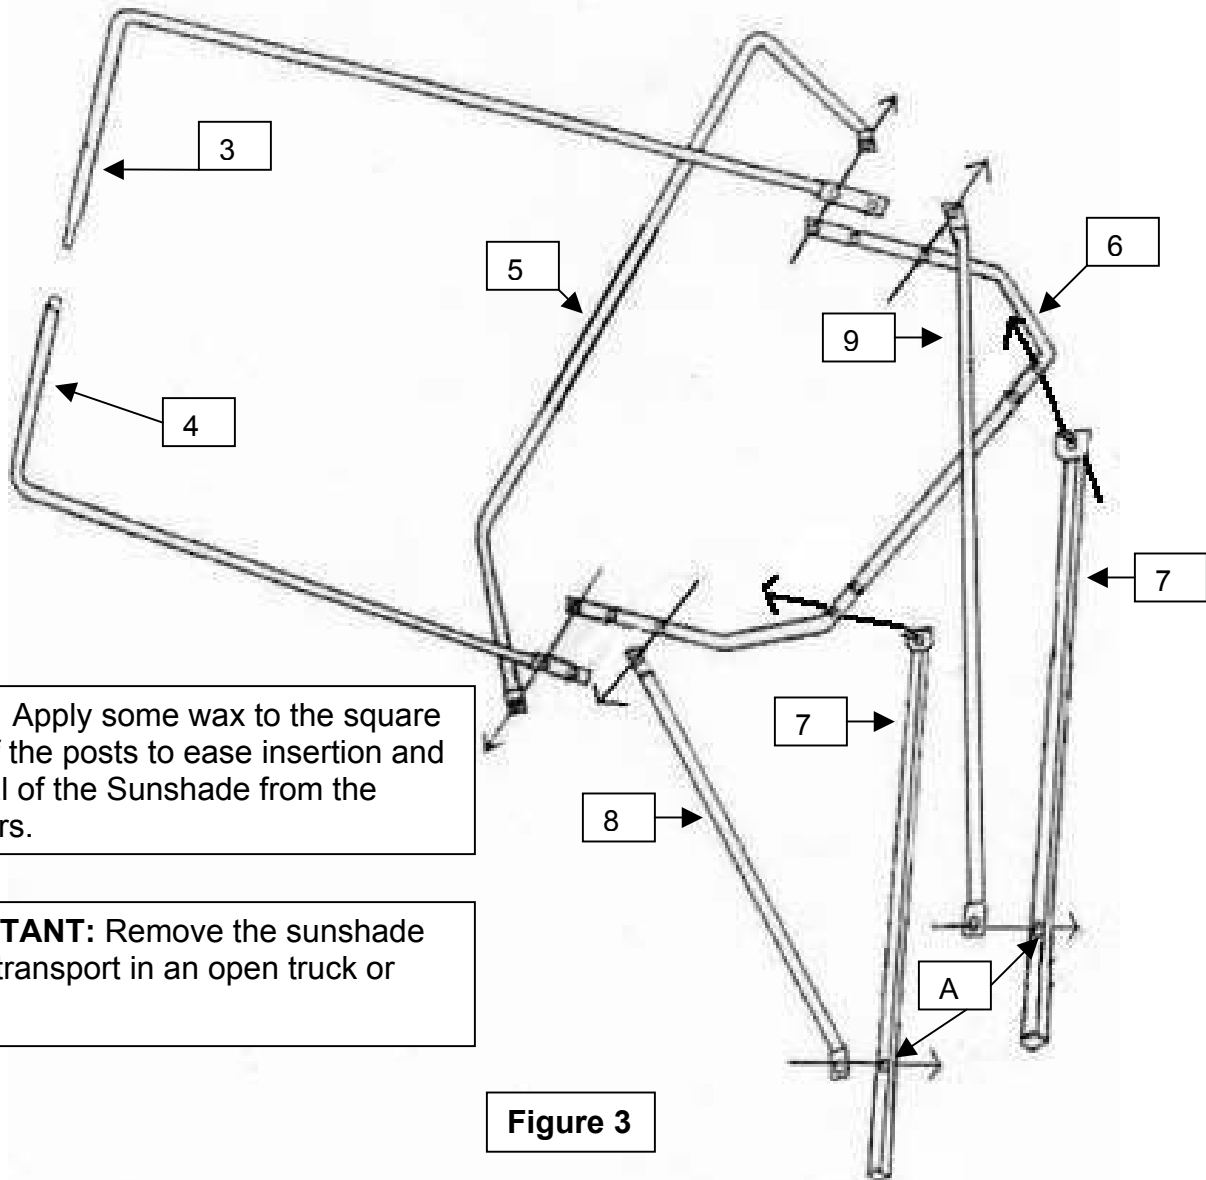 3
5
6
9
4
7
7
8
A
Apply some wax to the square
the posts to ease insertion and
of the Sunshade from the
TANT: Remove the sunshade
transport in an open truck or
Figure 3